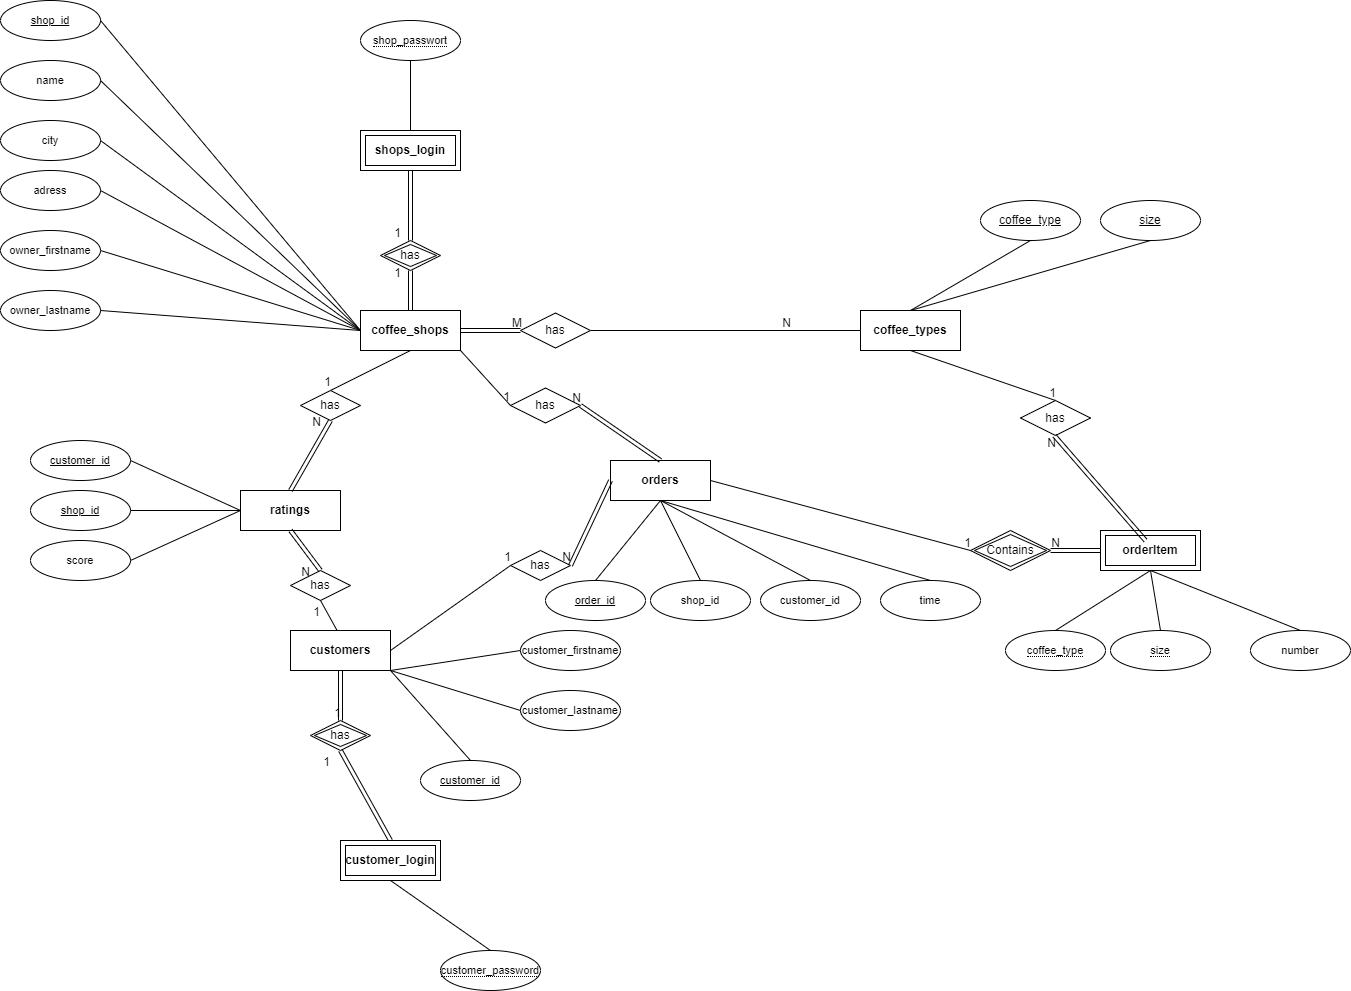 shop_id
shop_passwort
name
city
shops_login
adress
coffee_type
size
1
owner_firstname
has
1
owner_lastname
coffee_shops
M
has
N
coffee_types
1
has
N
1
has
N
1
has
N
customer_id
orders
shop_id
ratings
score
N
has
1
1
has
N
1
Contains
N
orderItem
order_id
shop_id
customer_id
time
customers
customer_firstname
coffee_type
size
number
customer_lastname
1
has
1
customer_id
customer_login
customer_password